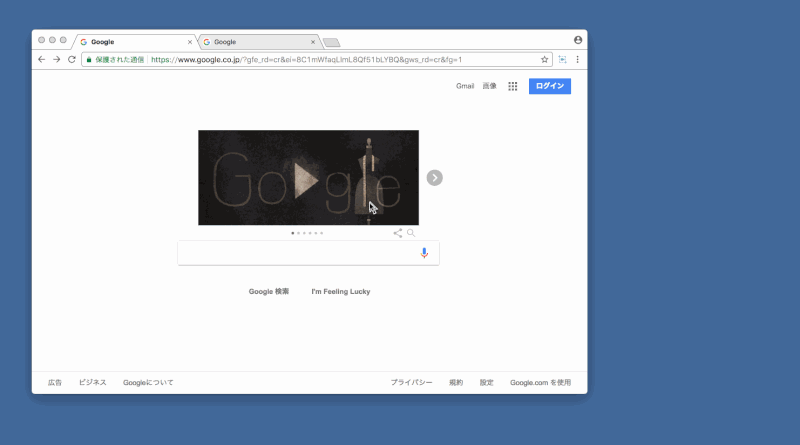 Google
Google
保護された通信 https://www.google.co.jp/?gfe_rd=cr&ei=8C1mWfaqLImL8Qf51bLYBQ&gws_rd=cr&fg=1
Gmail 画像 ログイン
Google
Google 検索 I'm Feeling Lucky
広告 ビジネス Googleについて プライバシー 規約 設定 Google.com を使用